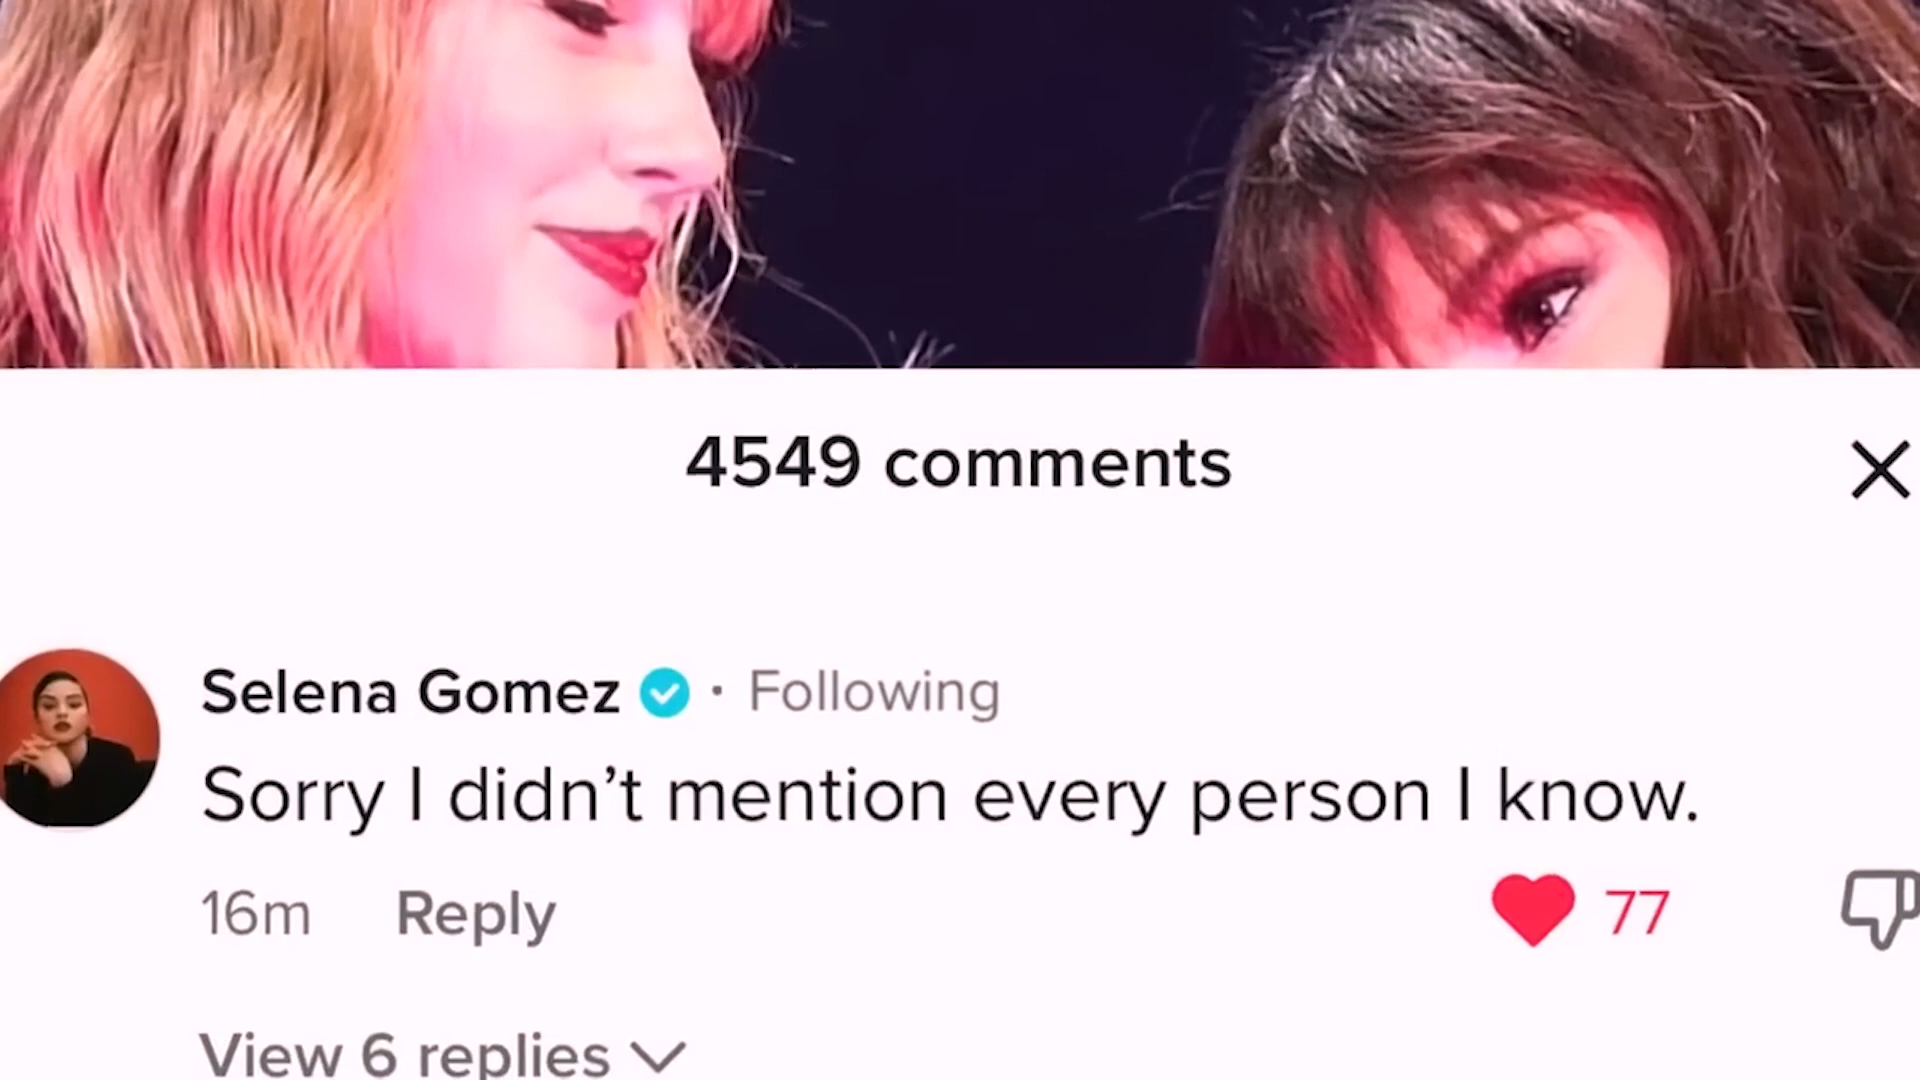 4549 comments
Selena Gomez · Following
Sorry I didn’t mention every person I know.
16m Reply 77
View 6 replies